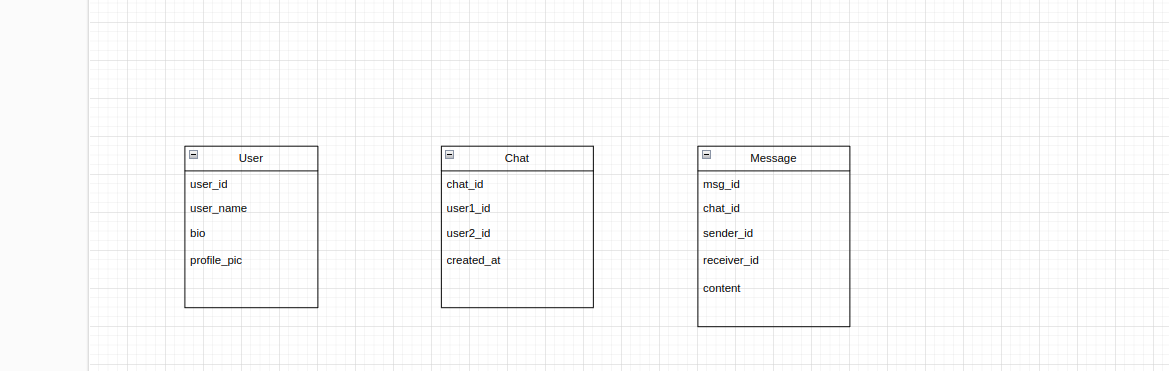 User
user_id
user_name
bio
profile_pic
Chat
chat_id
user1_id
user2_id
created_at
Message
msg_id
chat_id
sender_id
receiver_id
content